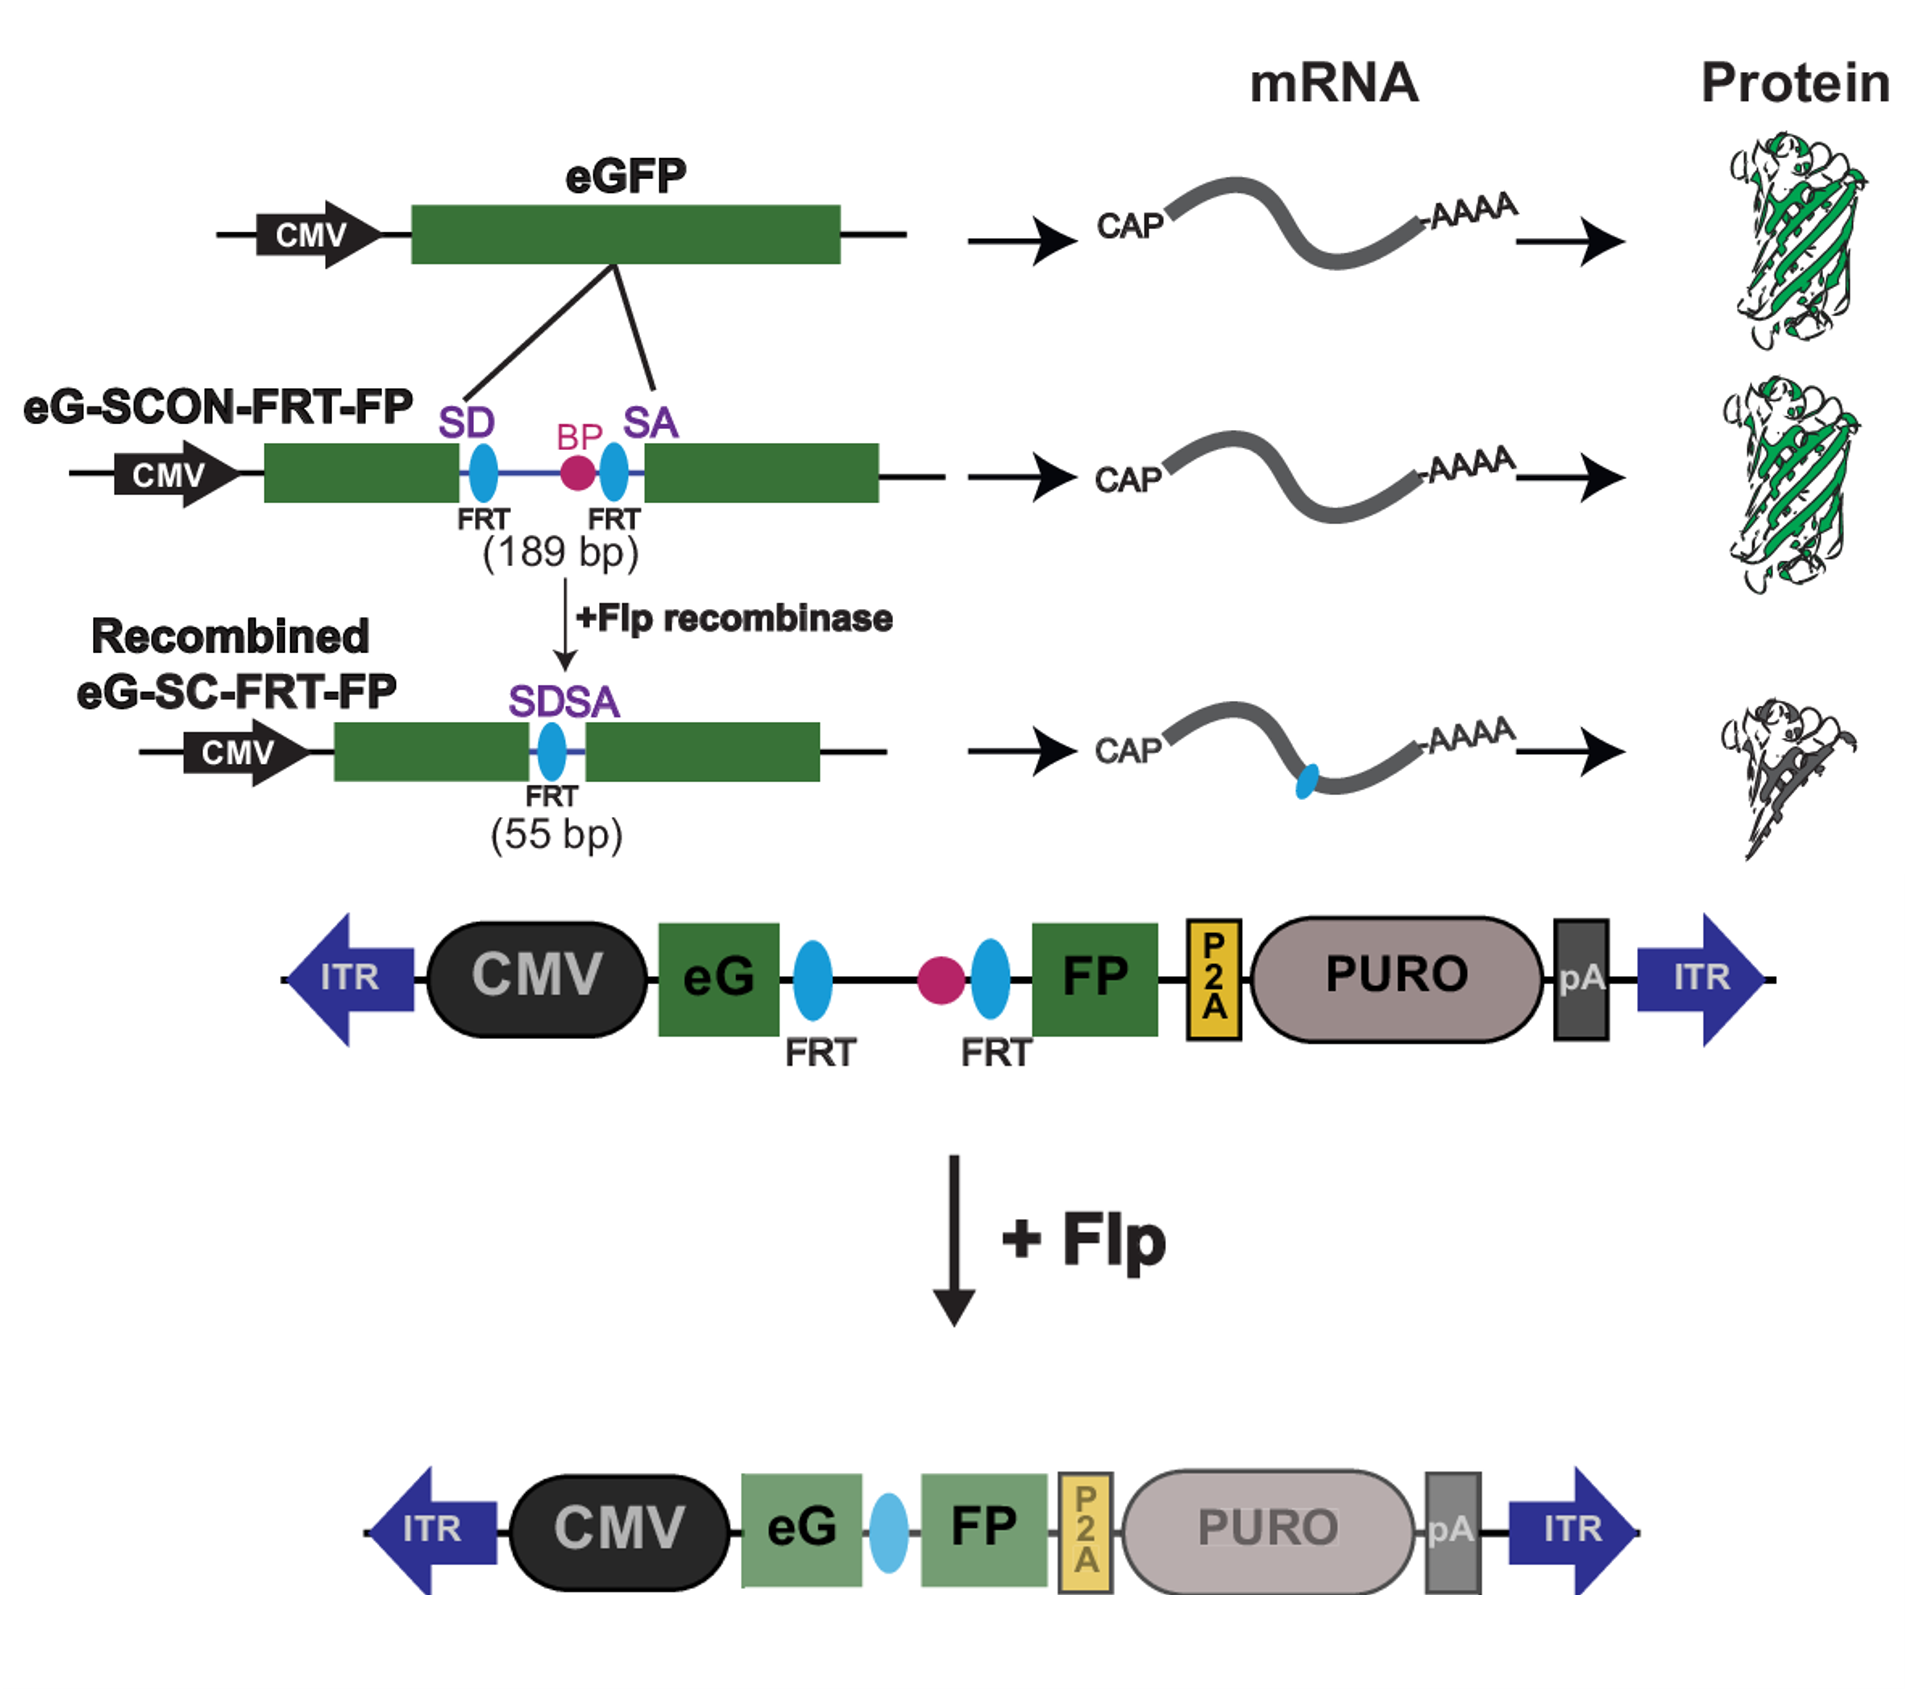 mRNA Protein
eGFP
CMV
CAP
AAAA
eG-SCON-FRT-FP
SD
BP
SA
CMV
FRT FRT
(189 bp)
CAP
AAAA
+Flp recombinase
Recombined
eG-SC-FRT-FP
SDSA
CMV
FRT
(55 bp)
CAP
AAAA
ITR CMV eG FP P2A PURO pA ITR
FRT FRT
+ Flp
ITR CMV eG FP P2A PURO pA ITR